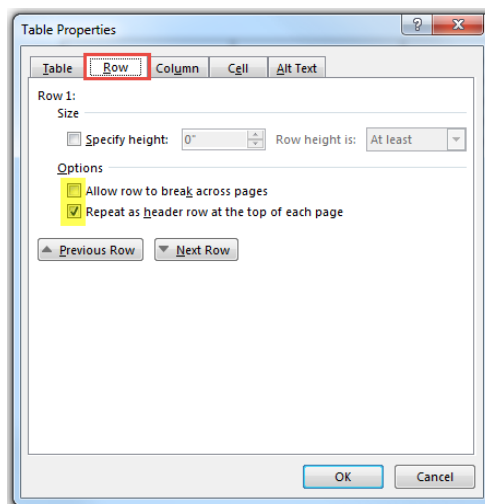 Table Properties
Table Row Column Cell Alt Text
Row 1:
Size
Specify height: 0" Row height is: At least
Options
Allow row to break across pages
Repeat as header row at the top of each page
Previous Row Next Row
OK Cancel